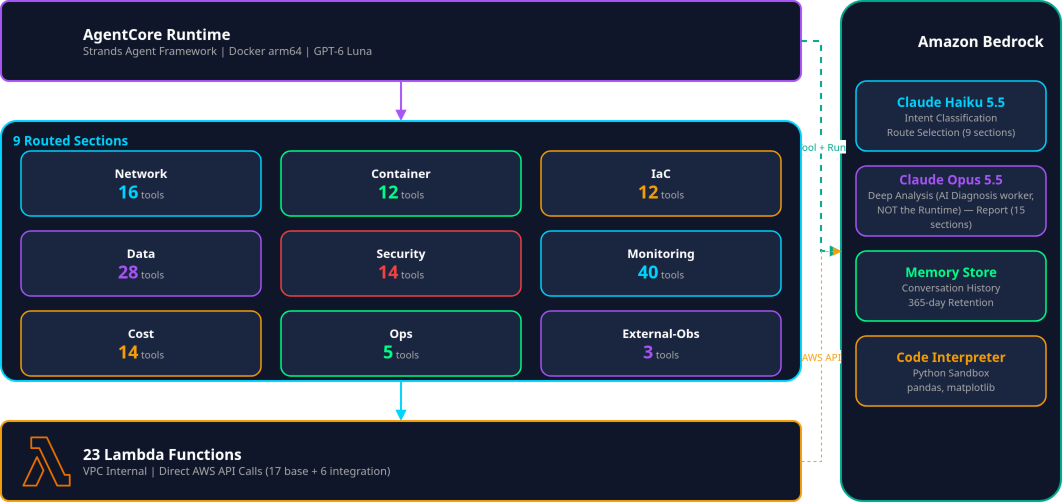 AgentCore Runtime
Strands Agent Framework | Docker arm64 | GPT-6 Luna
9 Routed Sections
Network
16 tools
Container
12 tools
IaC
12 tools
Data
28 tools
Security
14 tools
Monitoring
40 tools
Cost
14 tools
Ops
5 tools
External-Obs
3 tools
23 Lambda Functions
VPC Internal | Direct AWS API Calls (17 base + 6 integration)
ool + Run
AWS API
Amazon Bedrock
Claude Haiku 5.5
Intent Classification
Route Selection (9 sections)
Claude Opus 5.5
Deep Analysis (AI Diagnosis worker,
NOT the Runtime) — Report (15
sections)
Memory Store
Conversation History
365-day Retention
Code Interpreter
Python Sandbox
pandas, matplotlib